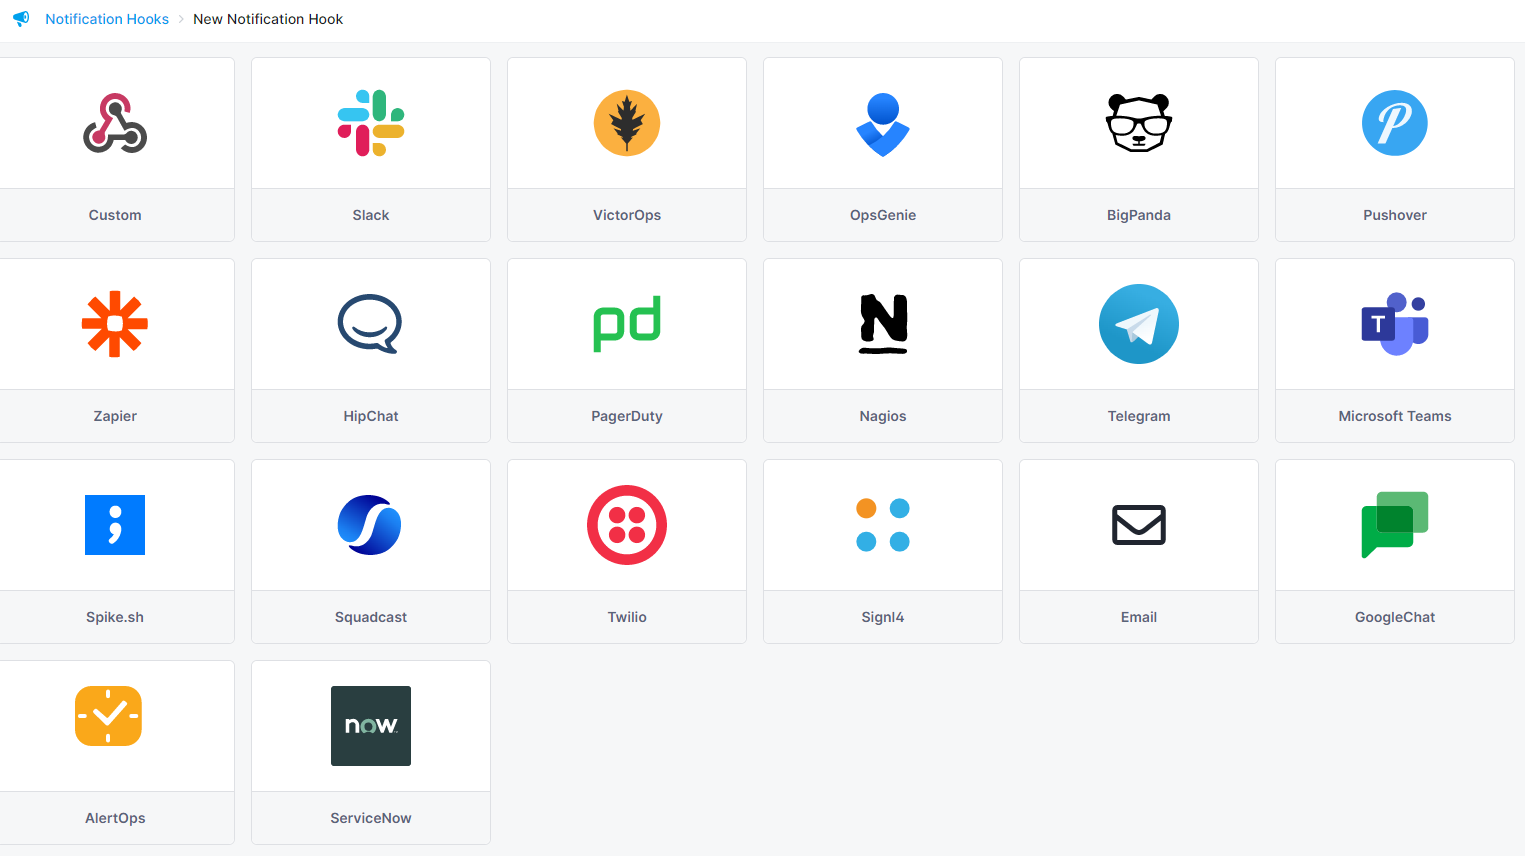 Notification Hooks > New Notification Hook
Custom
Slack
VictorOps
OpsGenie
BigPanda
Pushover
pd
N
T
Zapier
HipChat
PagerDuty
Nagios
Telegram
Microsoft Teams
;
Spike.sh
Squadcast
Twilio
Signl4
Email
GoogleChat
now
AlertOps
ServiceNow